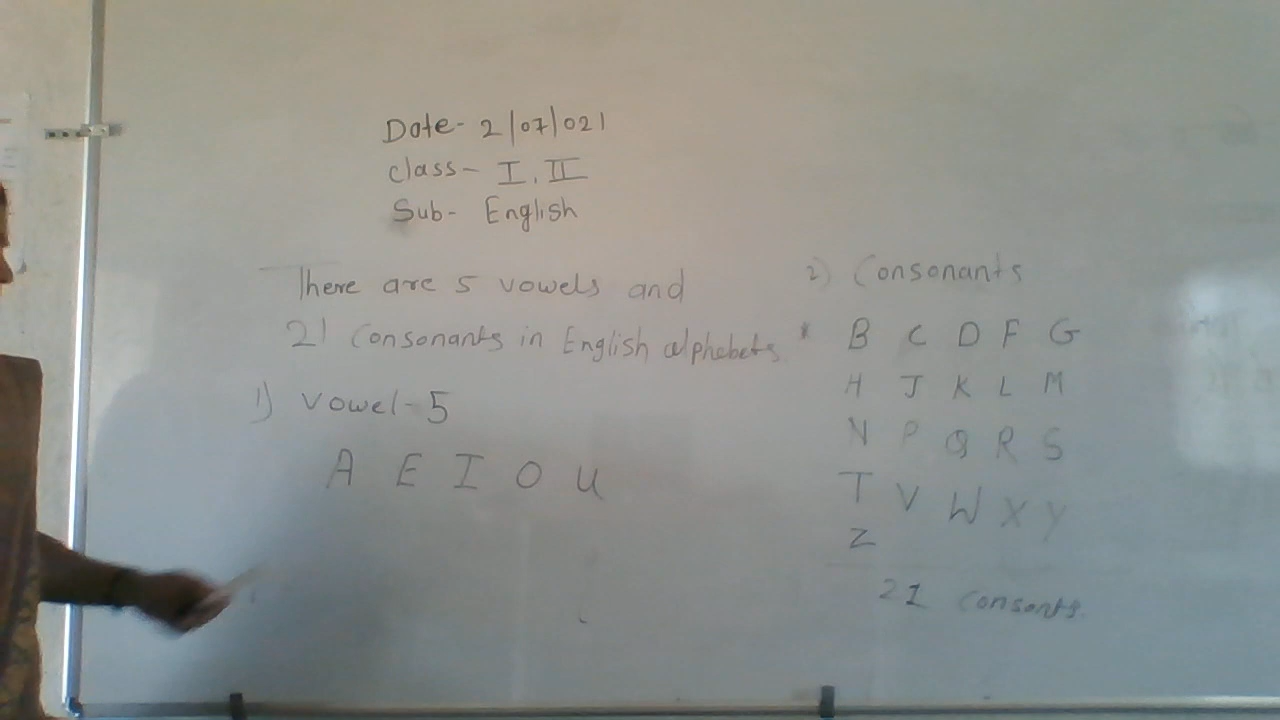 Date- 2/07/021
class- I, II
Sub- English
There are 5 vowels and
21 consonants in English alphabets
1) vowel-5
A E I O U
2) Consonants
* B C D F G
H J K L M
N P Q R S
T V W X Y
Z
21 consonts.